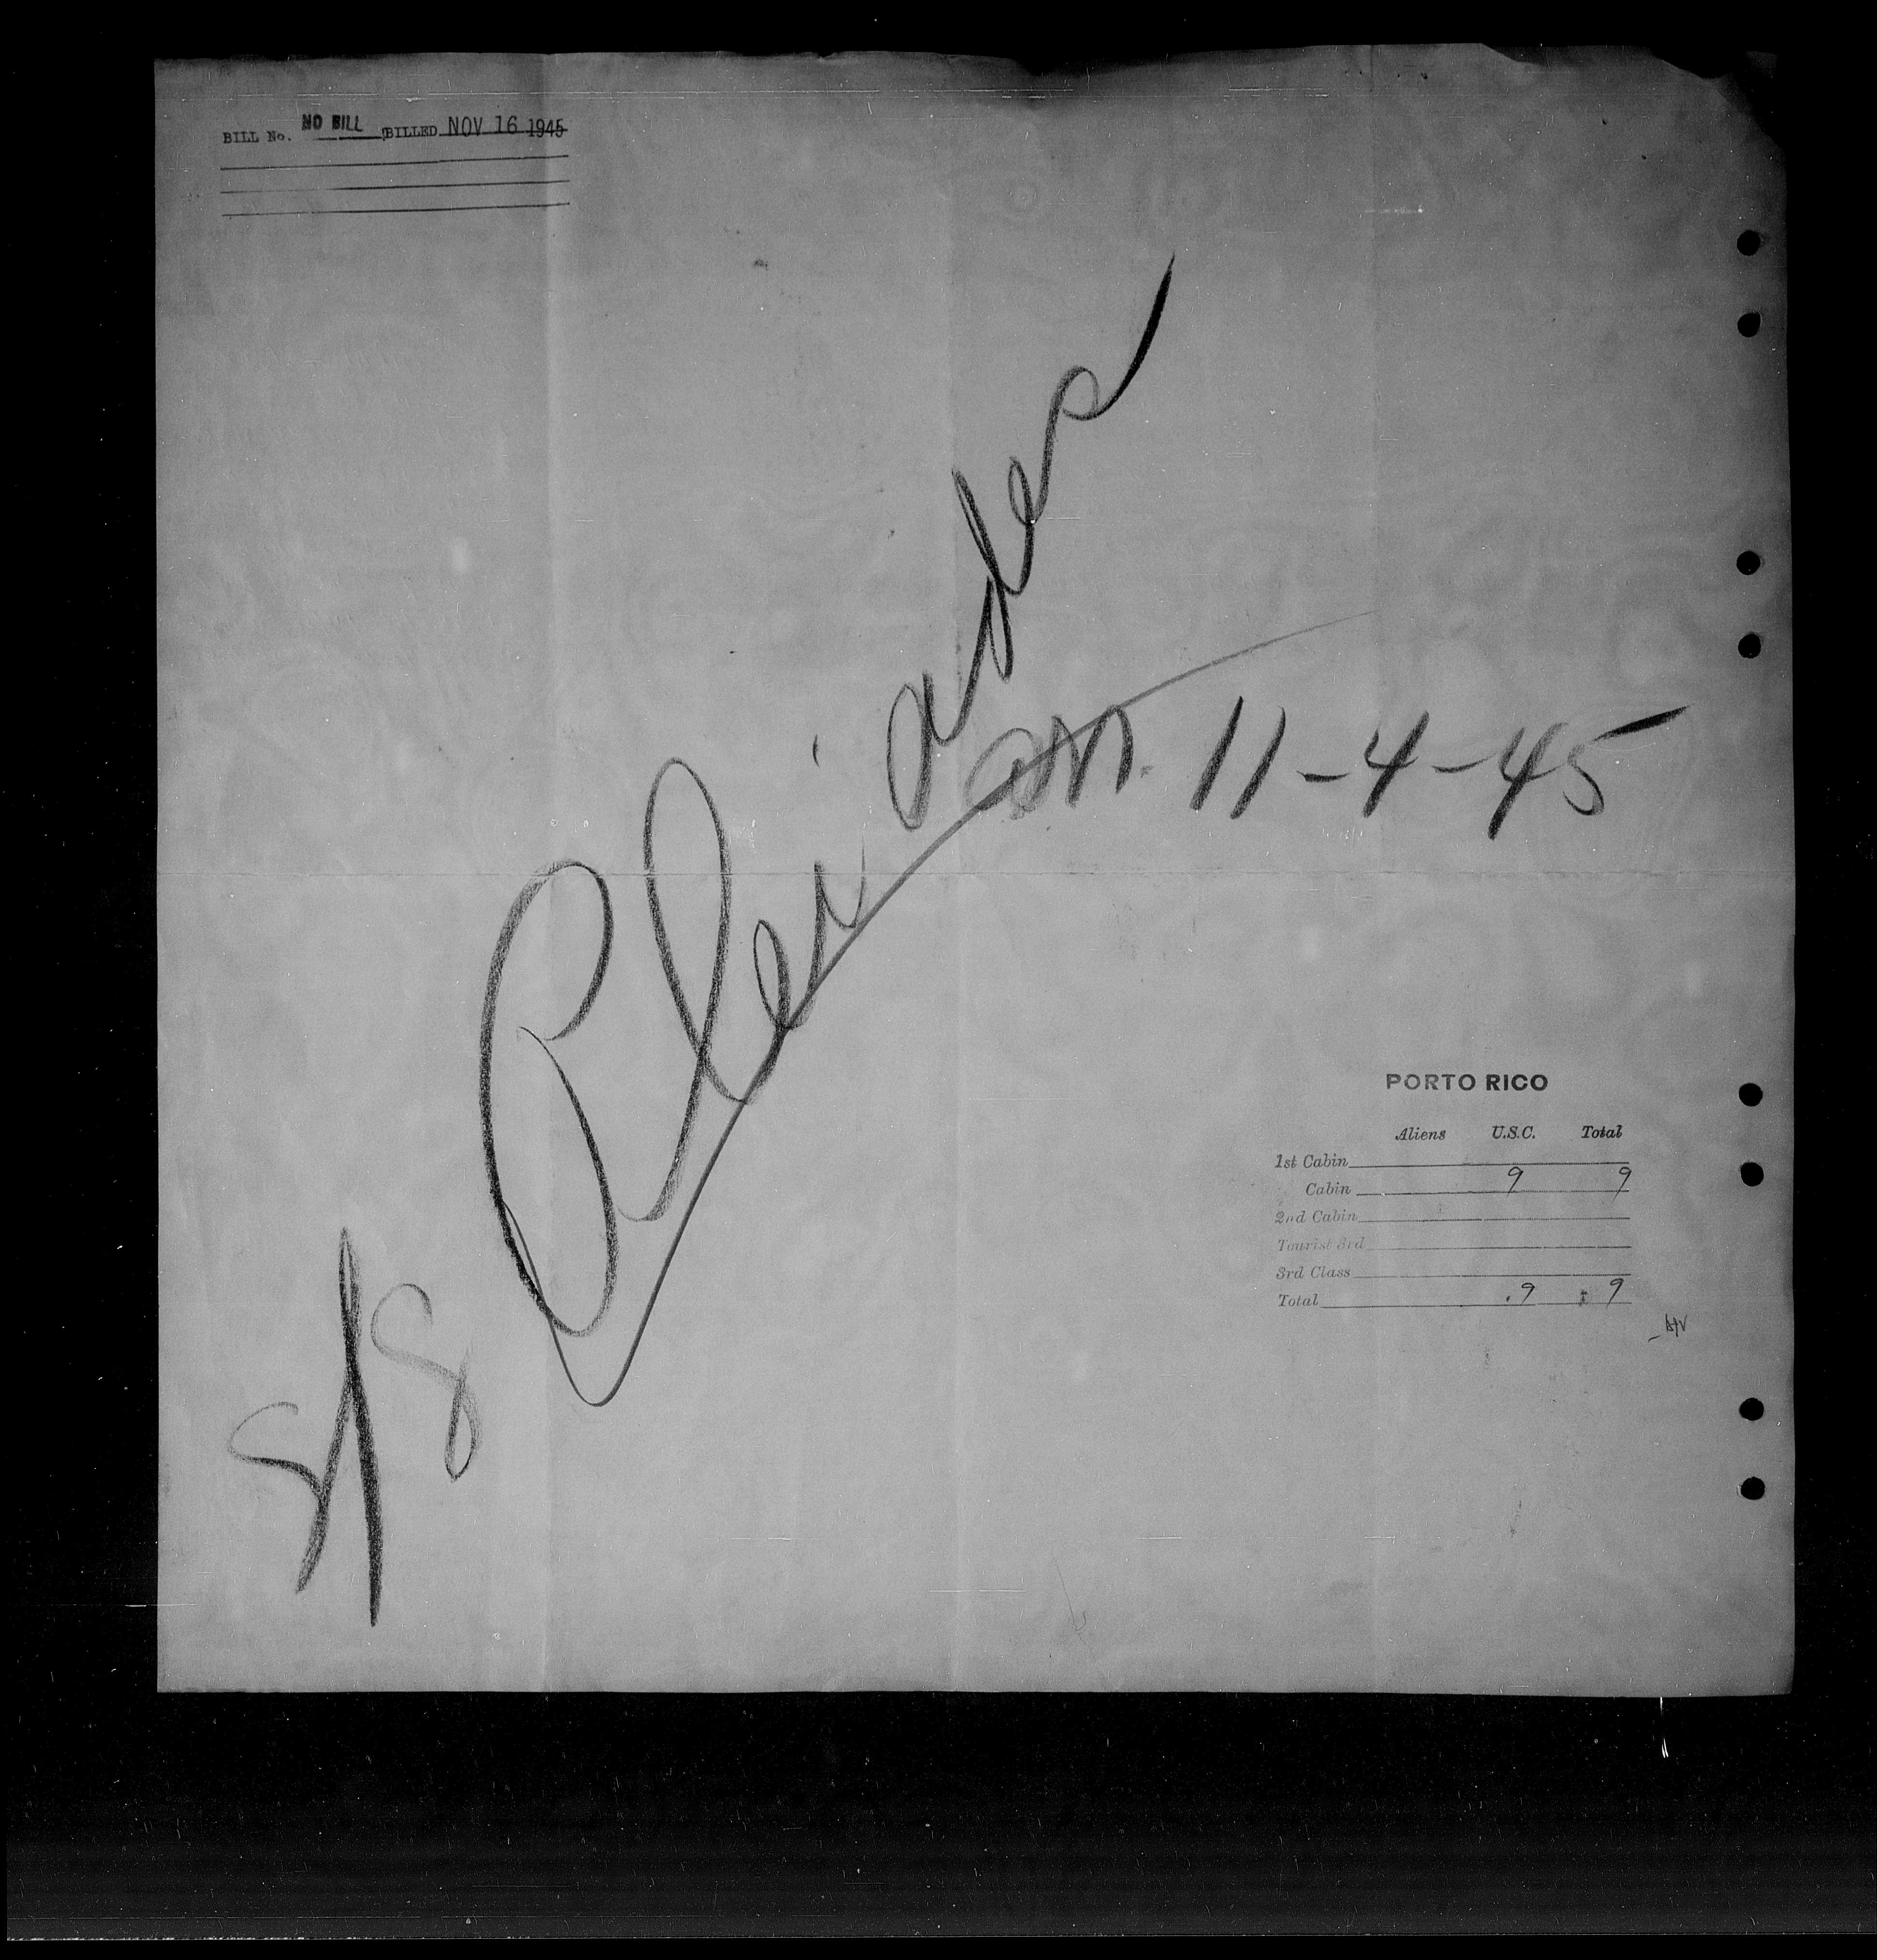 BILL No. NO BILL BILLED NOV 16 1945
S/S Pleiades
am. 11-4-45
PORTO RICO
Aliens U.S.C. Total
1st Cabin
Cabin 9 9
2nd Cabin
Tourist 3rd
3rd Class
Total 9 9